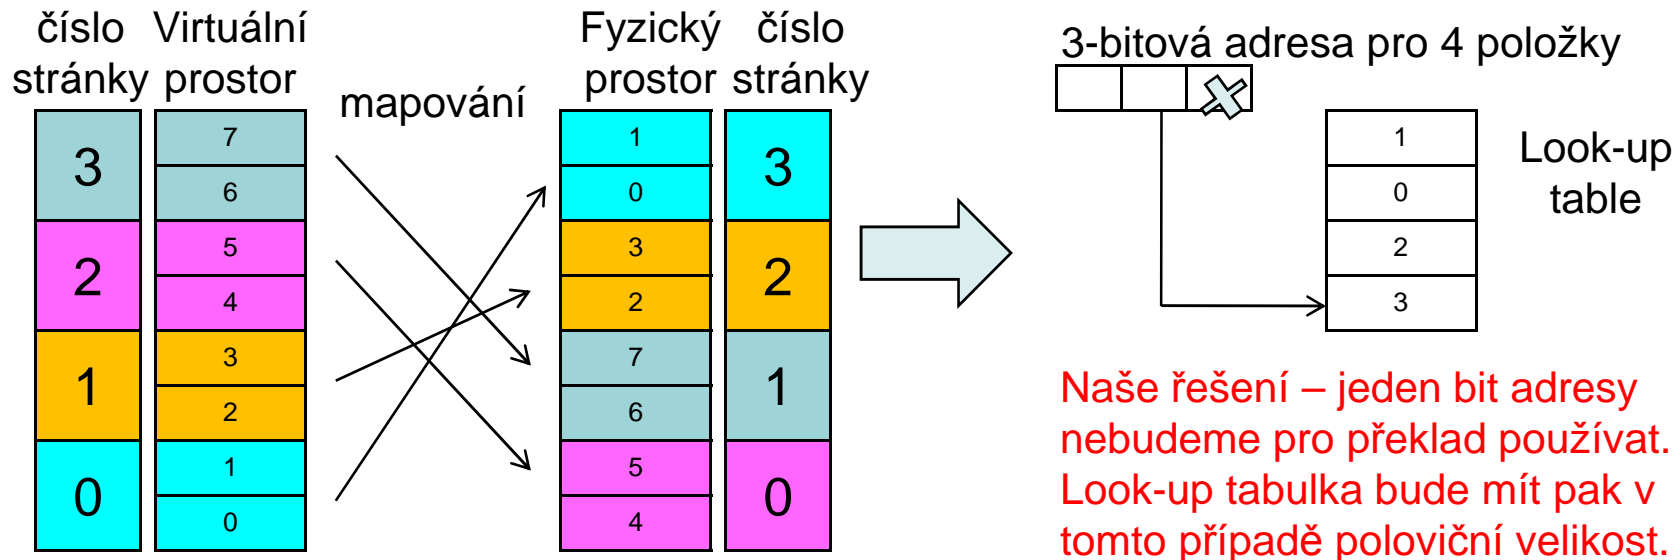 číslo
stránky
Virtuální
prostor
3
2
1
0
7
6
5
4
3
2
1
0
mapování
Fyzický
prostor
číslo
stránky
1
0
3
2
7
6
5
4
3
2
1
0
3-bitová adresa pro 4 položky
1
0
2
3
Look-up
table
Naše řešení – jeden bit adresy
nebudeme pro překlad používat.
Look-up tabulka bude mít pak v
tomto případě poloviční velikost.